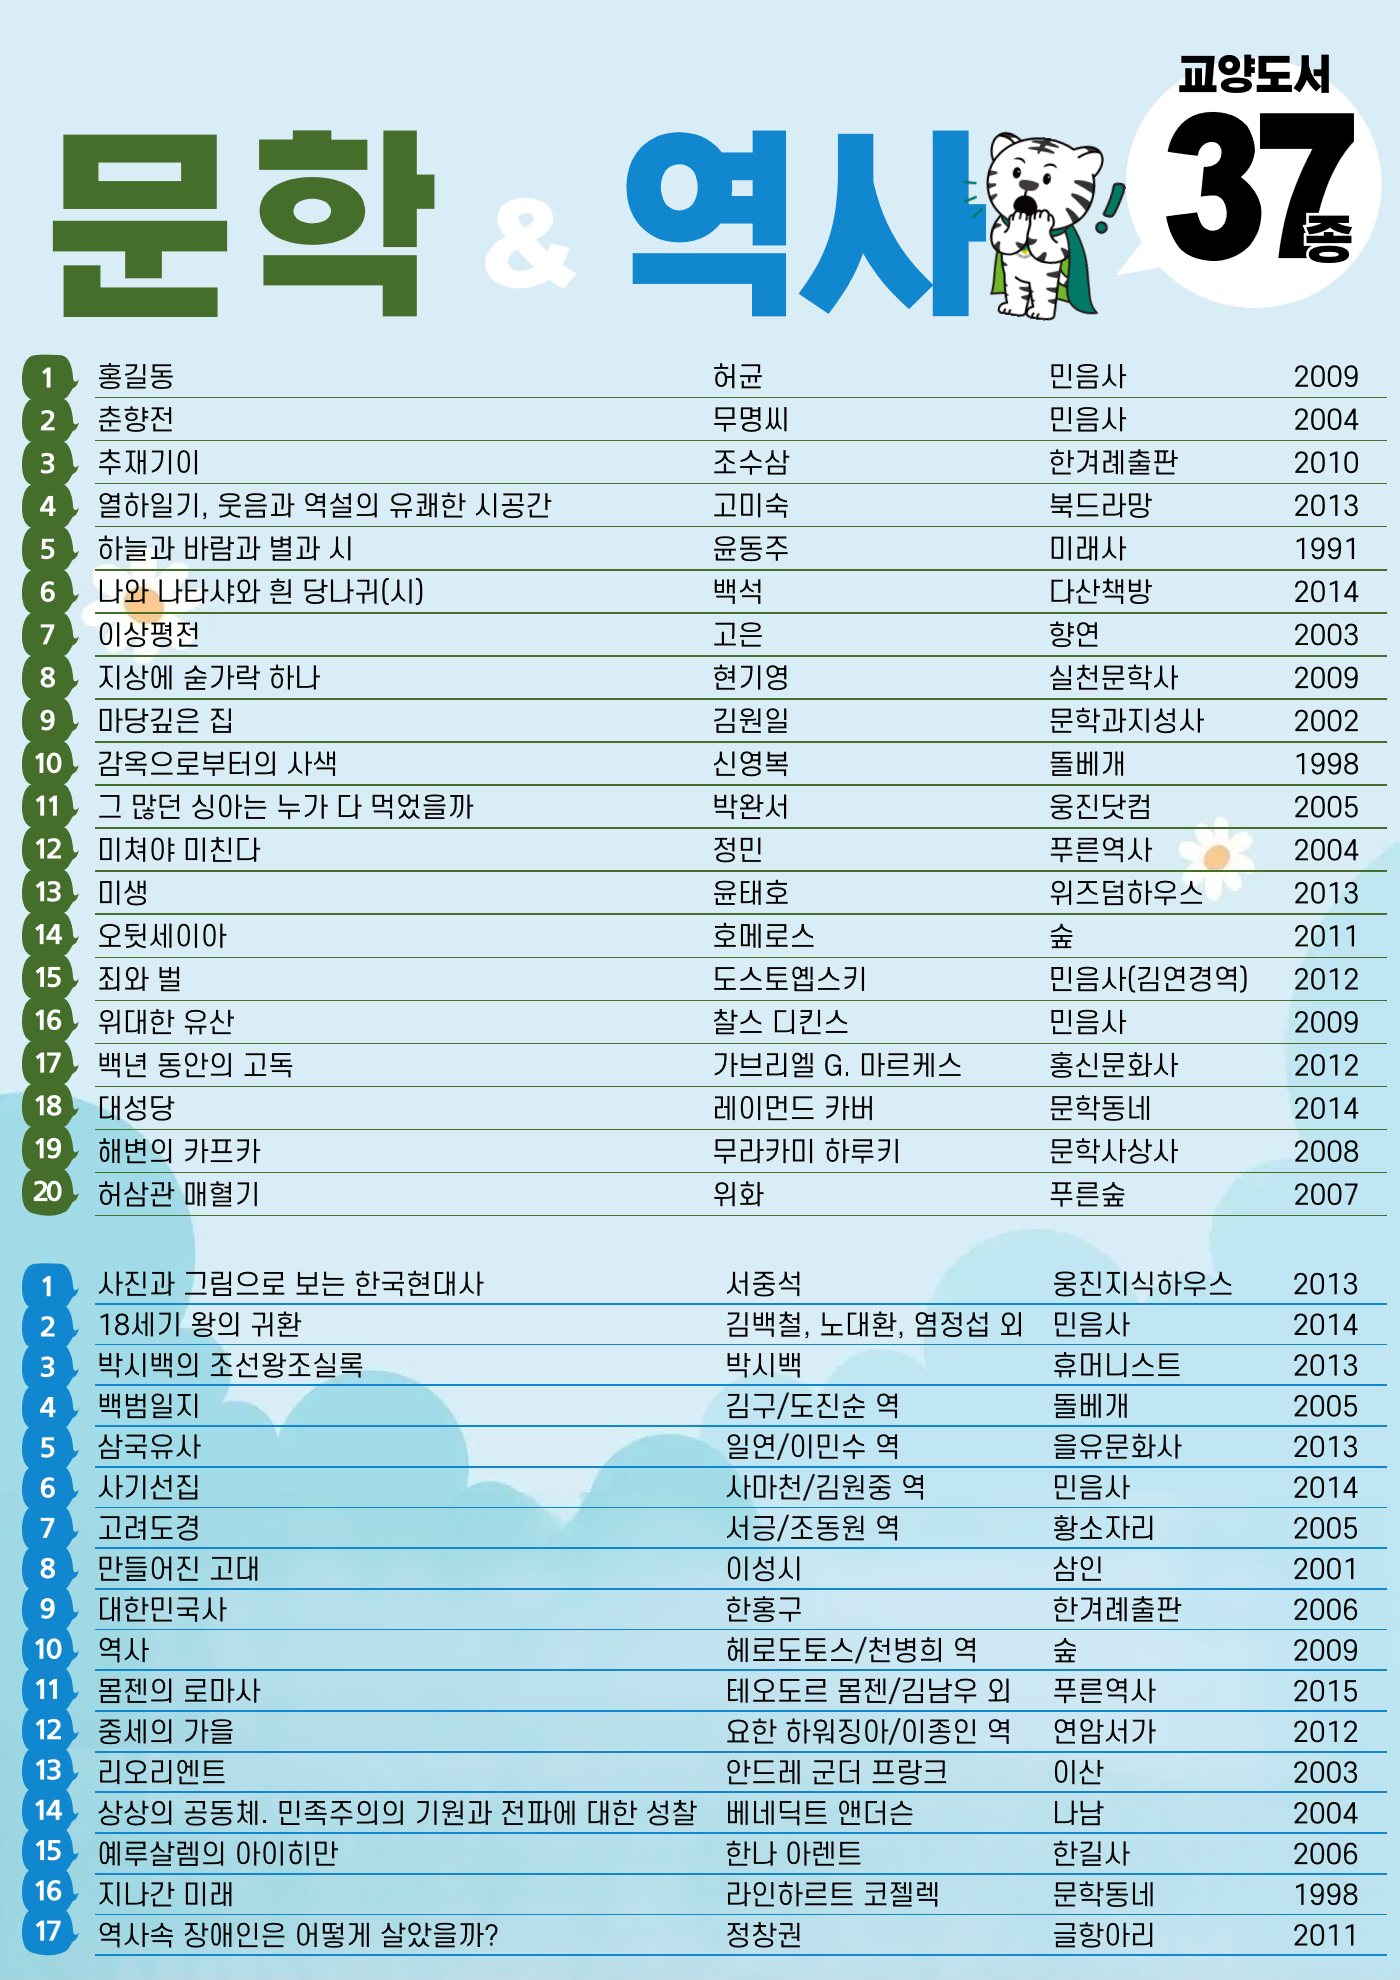 교양도서
37종
문학 & 역사
!
1 홍길동 허균 민음사 2009
2 춘향전 무명씨 민음사 2004
3 추재기이 조수삼 한겨례출판 2010
4 열하일기, 웃음과 역설의 유쾌한 시공간 고미숙 북드라망 2013
5 하늘과 바람과 별과 시 윤동주 미래사 1991
6 나와 나타샤와 흰 당나귀(시) 백석 다산책방 2014
7 이상평전 고은 향연 2003
8 지상에 숟가락 하나 현기영 실천문학사 2009
9 마당깊은 집 김원일 문학과지성사 2002
10 감옥으로부터의 사색 신영복 돌베개 1998
11 그 많던 싱아는 누가 다 먹었을까 박완서 웅진닷컴 2005
12 미쳐야 미친다 정민 푸른역사 2004
13 미생 윤태호 위즈덤하우스 2013
14 오뒷세이아 호메로스 숲 2011
15 죄와 벌 도스토옙스키 민음사(김연경역) 2012
16 위대한 유산 찰스 디킨스 민음사 2009
17 백년 동안의 고독 가브리엘 G. 마르케스 홍신문화사 2012
18 대성당 레이먼드 카버 문학동네 2014
19 해변의 카프카 무라카미 하루키 문학사상사 2008
20 허삼관 매혈기 위화 푸른숲 2007
1 사진과 그림으로 보는 한국현대사 서중석 웅진지식하우스 2013
2 18세기 왕의 귀환 김백철, 노대환, 염정섭 외 민음사 2014
3 박시백의 조선왕조실록 박시백 휴머니스트 2013
4 백범일지 김구/도진순 역 돌베개 2005
5 삼국유사 일연/이민수 역 을유문화사 2013
6 사기선집 사마천/김원중 역 민음사 2014
7 고려도경 서긍/조동원 역 황소자리 2005
8 만들어진 고대 이성시 삼인 2001
9 대한민국사 한홍구 한겨례출판 2006
10 역사 헤로도토스/천병희 역 숲 2009
11 몸젠의 로마사 테오도르 몸젠/김남우 외 푸른역사 2015
12 중세의 가을 요한 하위징아/이종인 역 연암서가 2012
13 리오리엔트 안드레 군더 프랑크 이산 2003
14 상상의 공동체. 민족주의의 기원과 전파에 대한 성찰 베네딕트 앤더슨 나남 2004
15 예루살렘의 아이히만 한나 아렌트 한길사 2006
16 지나간 미래 라인하르트 코젤렉 문학동네 1998
17 역사속 장애인은 어떻게 살았을까? 정창권 글항아리 2011